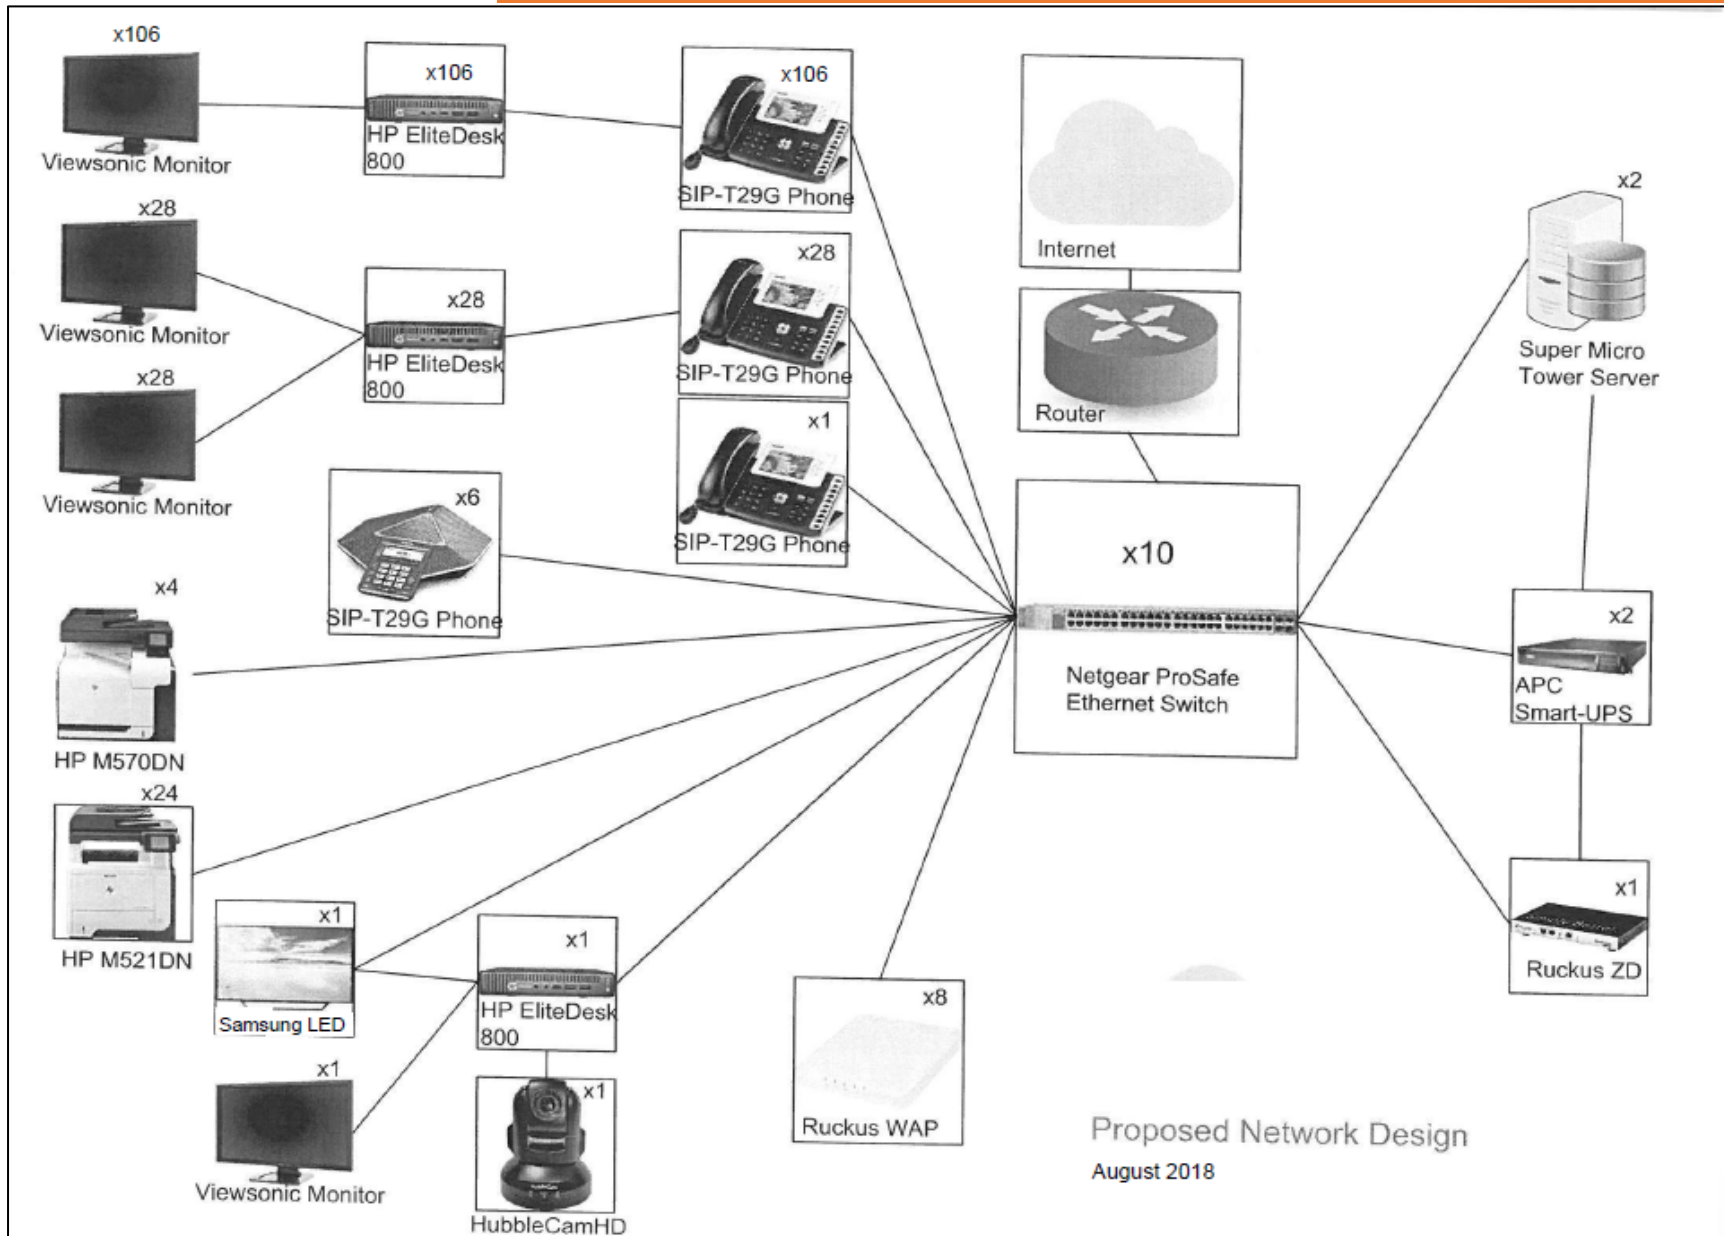 x106
x106
x106
HP EliteDesk
800
Viewsonic Monitor
SIP-T29G Phone
Internet
x2
Super Micro
Tower Server
x28
x28
x28
HP EliteDesk
800
Viewsonic Monitor
SIP-T29G Phone
Router
x28
Viewsonic Monitor
x1
SIP-T29G Phone
x6
SIP-T29G Phone
x10
Netgear ProSafe
Ethernet Switch
x2
APC
Smart-UPS
x4
HP M570DN
x24
HP M521DN
x1
Samsung LED
x1
HP EliteDesk
800
x8
Ruckus WAP
x1
Ruckus ZD
x1
Viewsonic Monitor
x1
HubbleCamHD
Proposed Network Design
August 2018